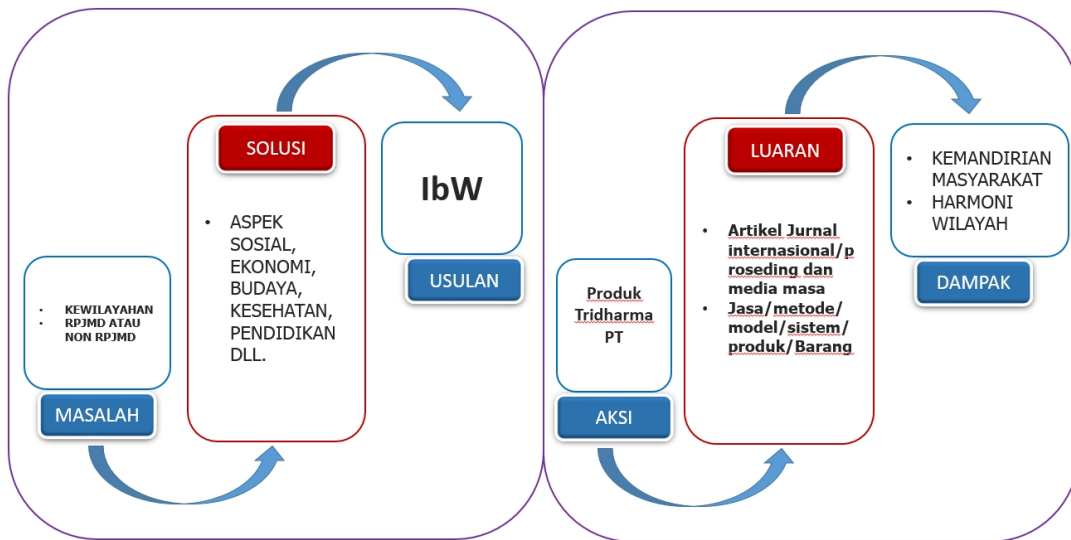 KEWILAYAHAN
RPJMD ATAU
NON RPJMD
MASALAH
SOLUSI
• ASPEK
SOSIAL,
EKONOMI,
BUDAYA,
KESEHATAN,
PENDIDIKAN
DLL.
IbW
USULAN
Produk
Tridharma
PT
AKSI
LUARAN
• Artikel Jurnal
internasional/p
roseding dan
media masa
• Jasa/metode/
model/sistem/
produk/Barang
• KEMANDIRIAN
MASYARAKAT
• HARMONI
WILAYAH
DAMPAK